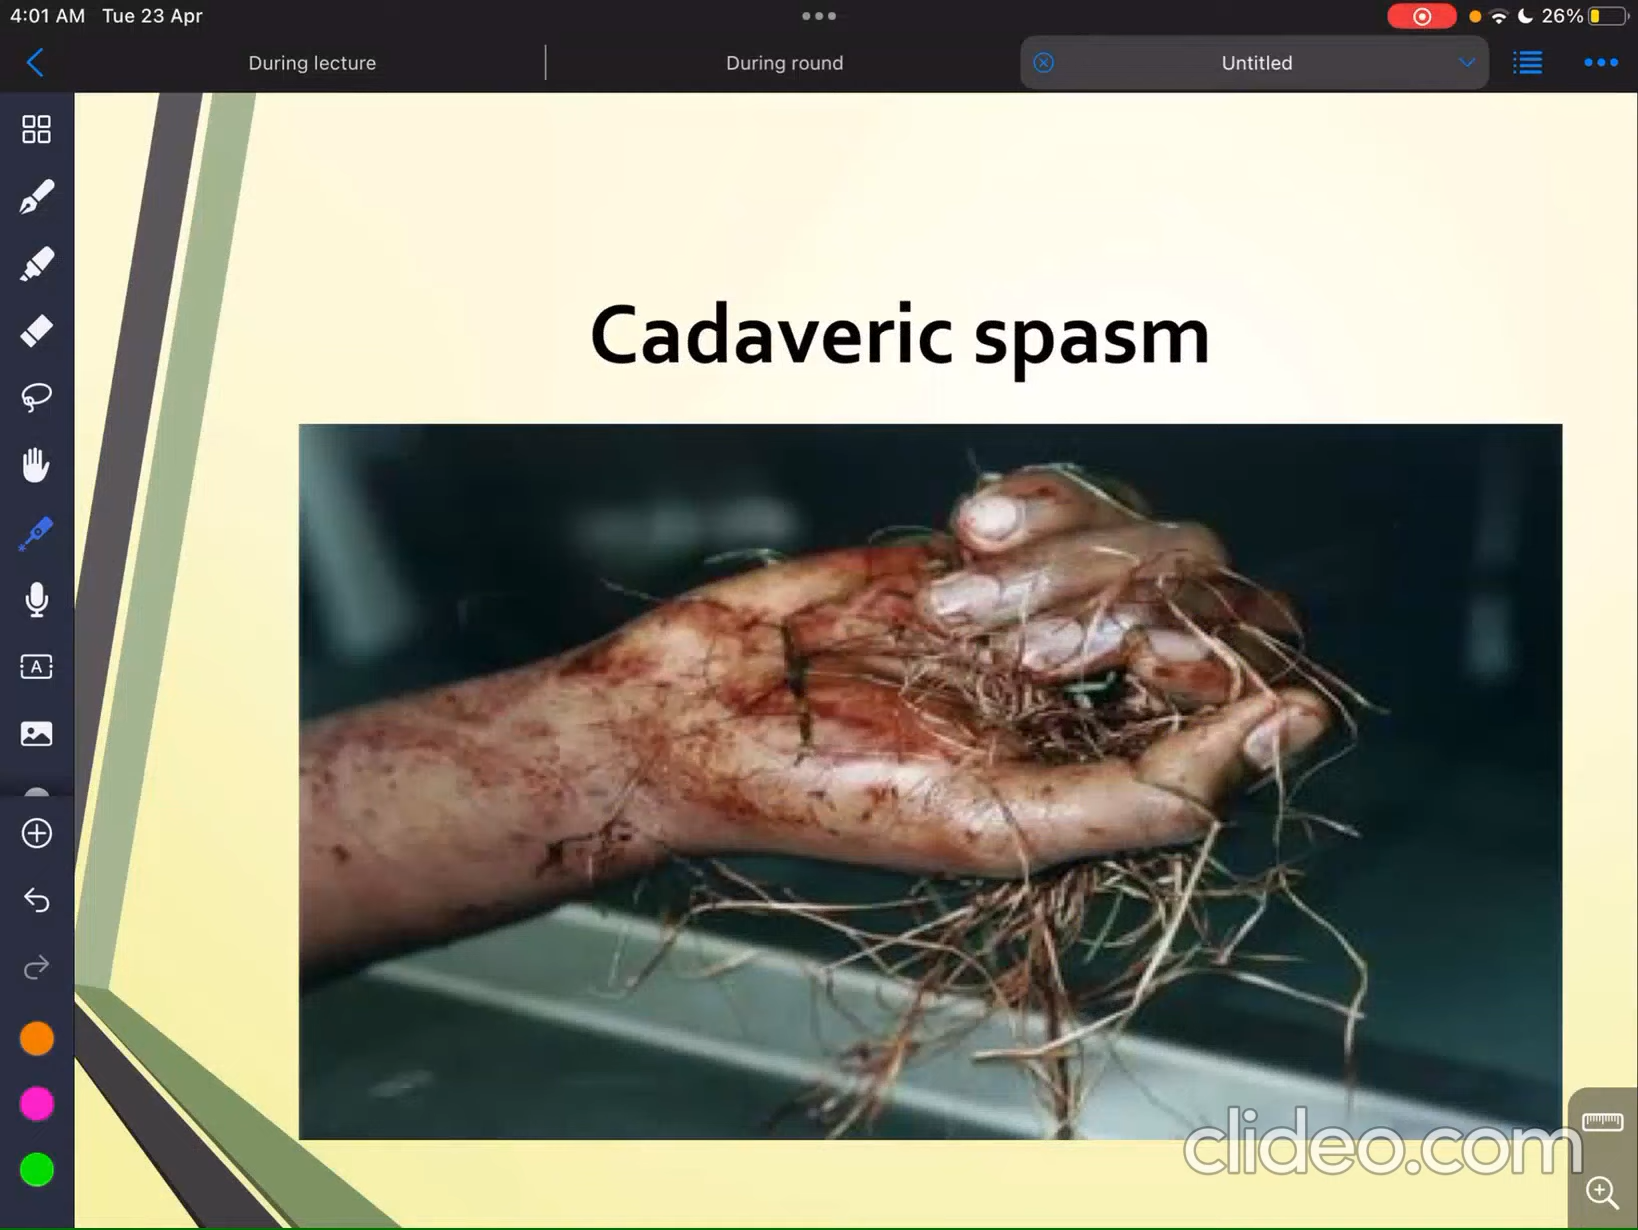 4:01 AM Tue 23 Apr
26%
During lecture
During round
Untitled
A
Cadaveric spasm
clideo.com